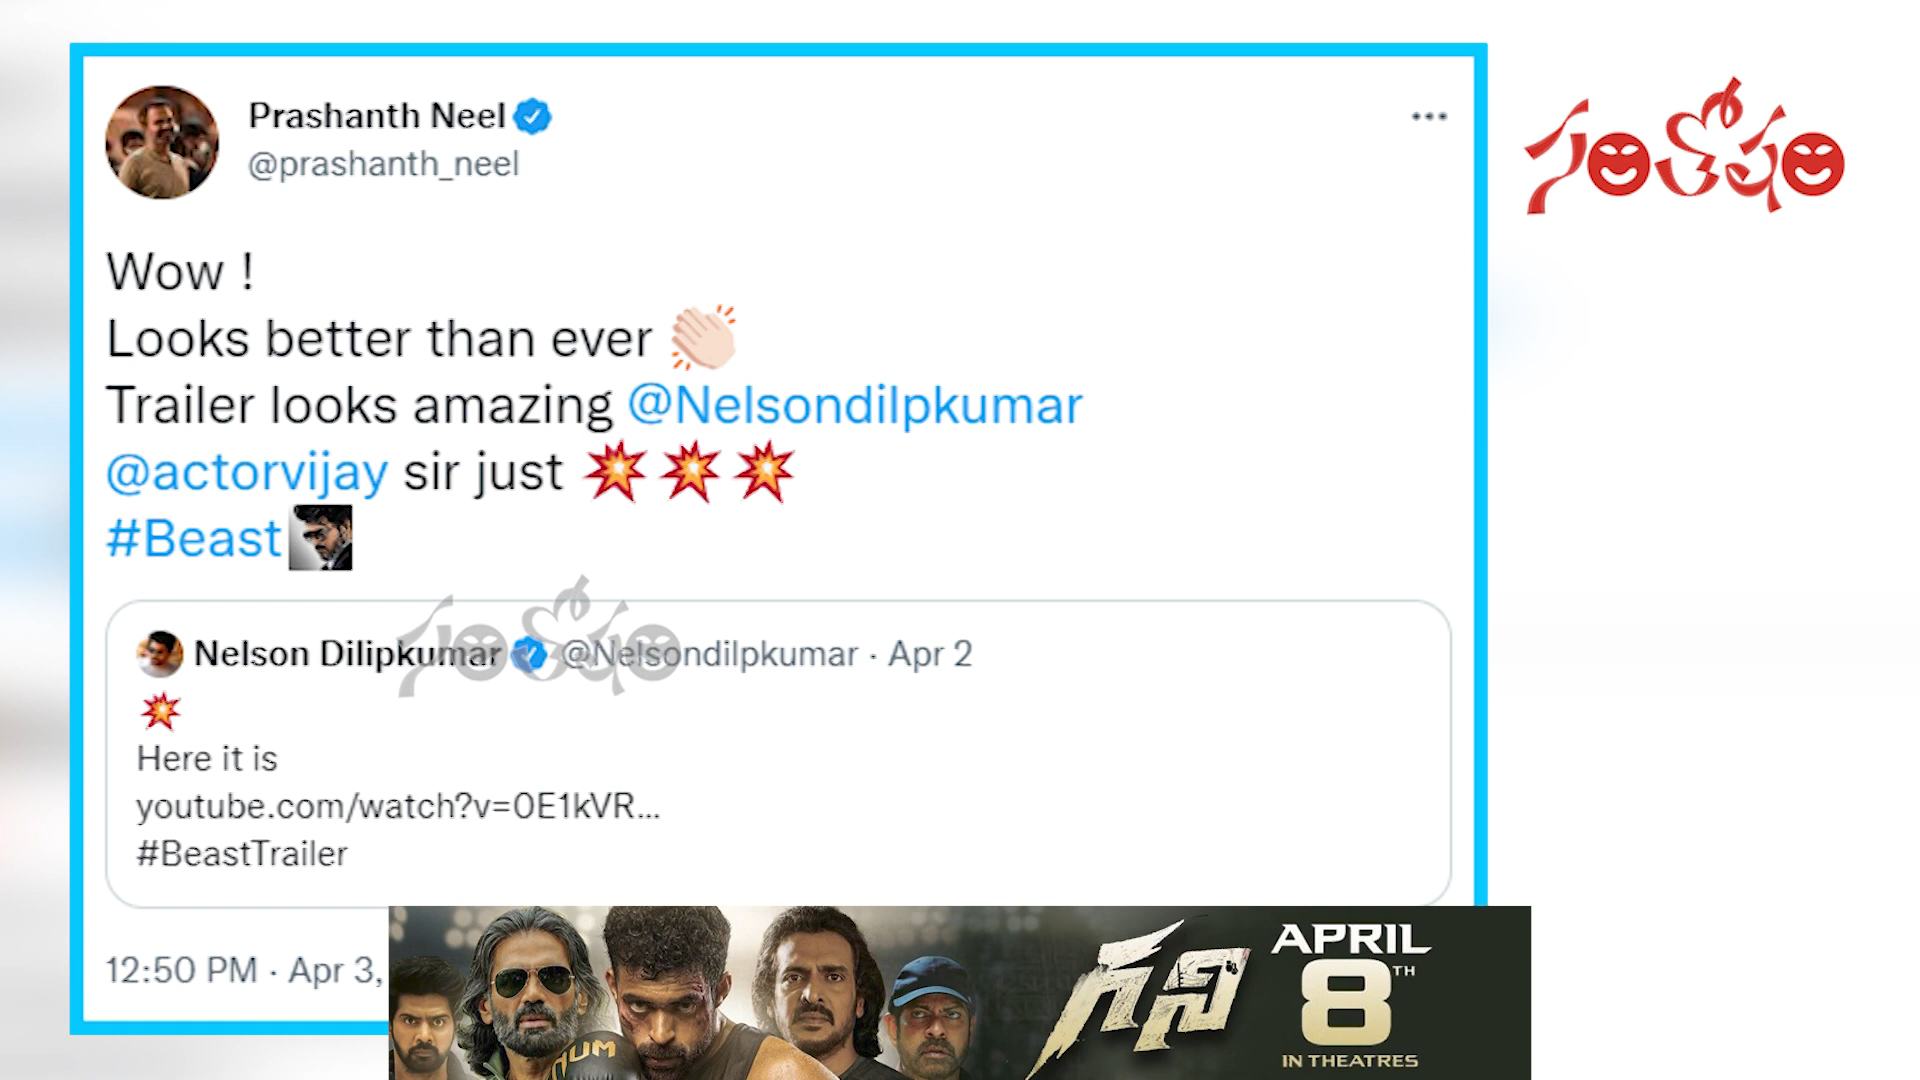 Prashanth Neel
@prashanth_neel
సంతోషం
Wow !
Looks better than ever
Trailer looks amazing @Nelsondilpkumar
@actorvijay sir just
#Beast
సంతోషం
Nelson Dilipkumar @Nelsondilpkumar · Apr 2
Here it is
youtube.com/watch?v=0E1kVR...
#BeastTrailer
12:50 PM · Apr 3,
గని
APRIL
8TH
IN THEATRES